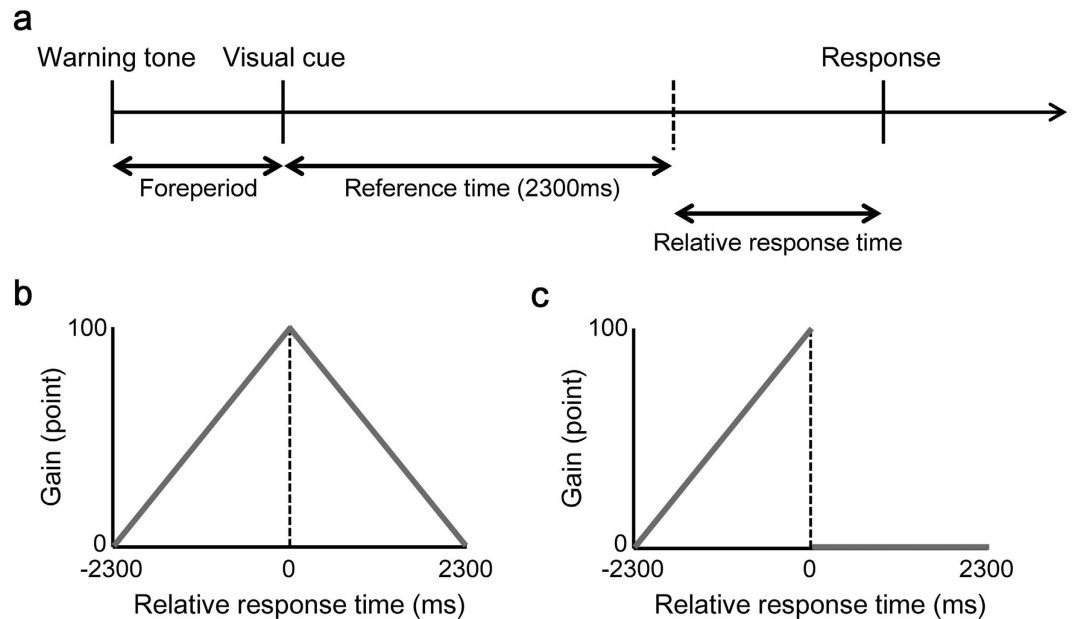 a
Warning tone Visual cue Response
Foreperiod Reference time (2300ms)
Relative response time
b
100
Gain (point)
0
-2300 0 2300
Relative response time (ms)
c
100
Gain (point)
0
-2300 0 2300
Relative response time (ms)